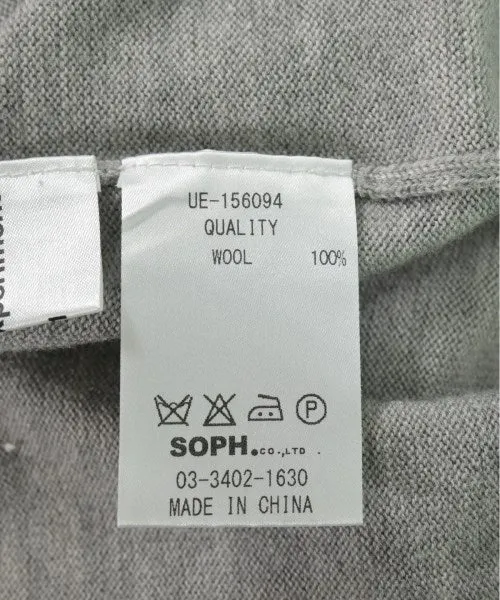 UE-156094
QUALITY
WOOL 100%
P
SOPH.CO.,LTD.
03-3402-1630
MADE IN CHINA